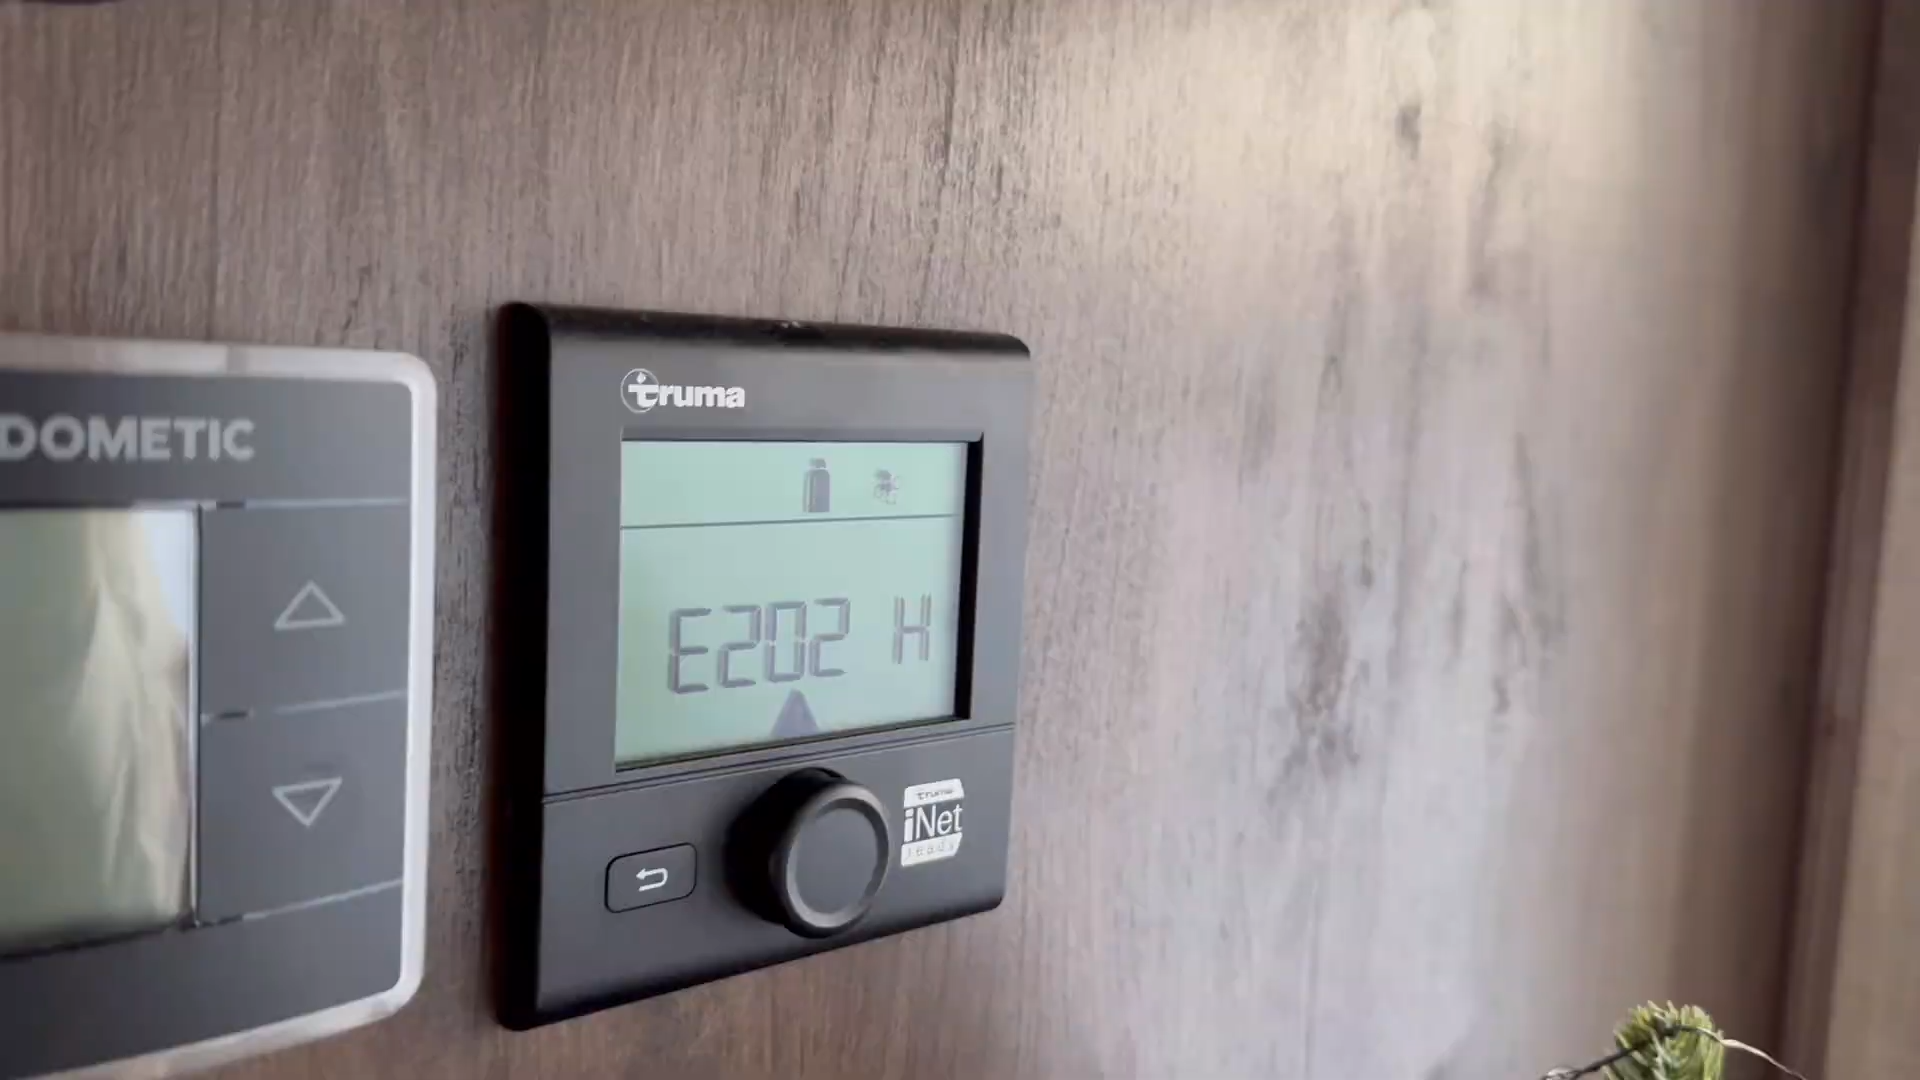 DOMETIC
truma
E202 H
truma
iNet
ready